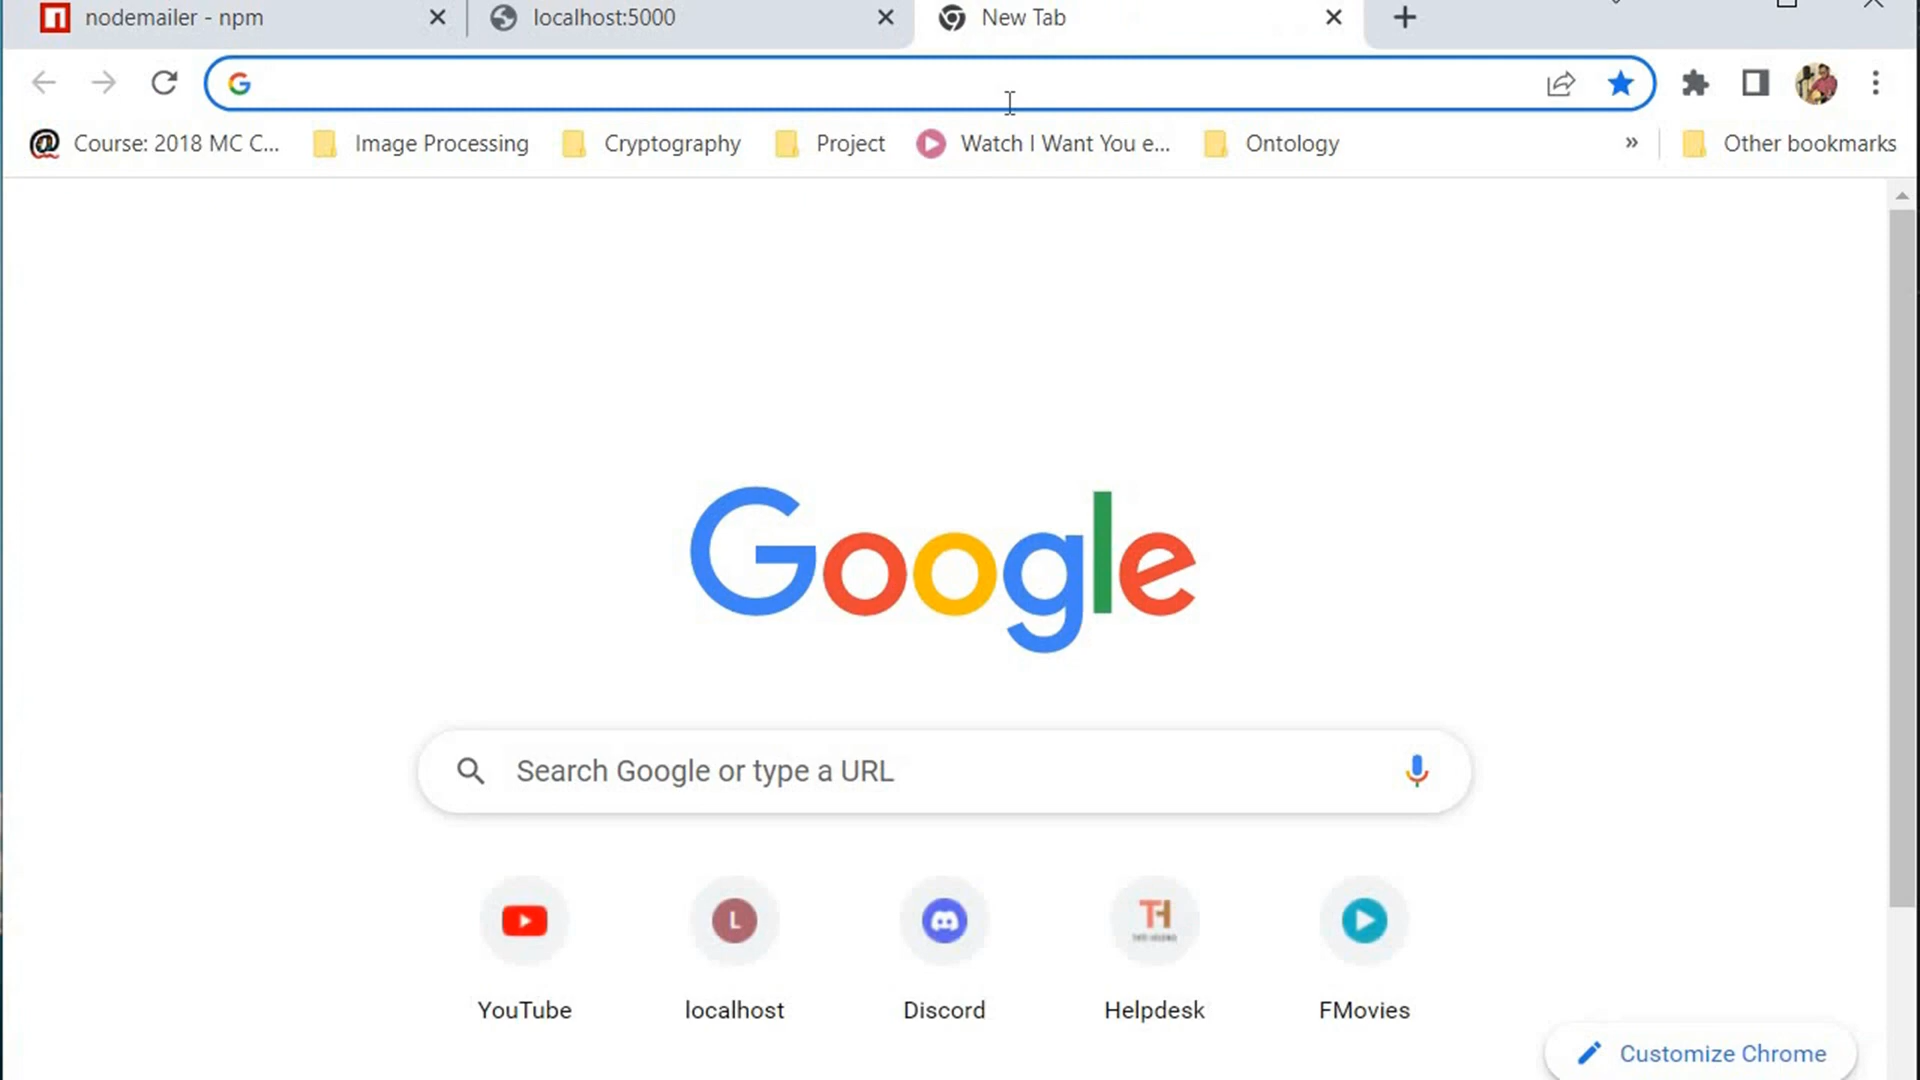 nodemailer - npm
localhost:5000
New Tab
Course: 2018 MC C...
Image Processing
Cryptography
Project
Watch I Want You e...
Ontology
»
Other bookmarks
Google
Search Google or type a URL
L
TH
YouTube
localhost
Discord
Helpdesk
FMovies
Customize Chrome